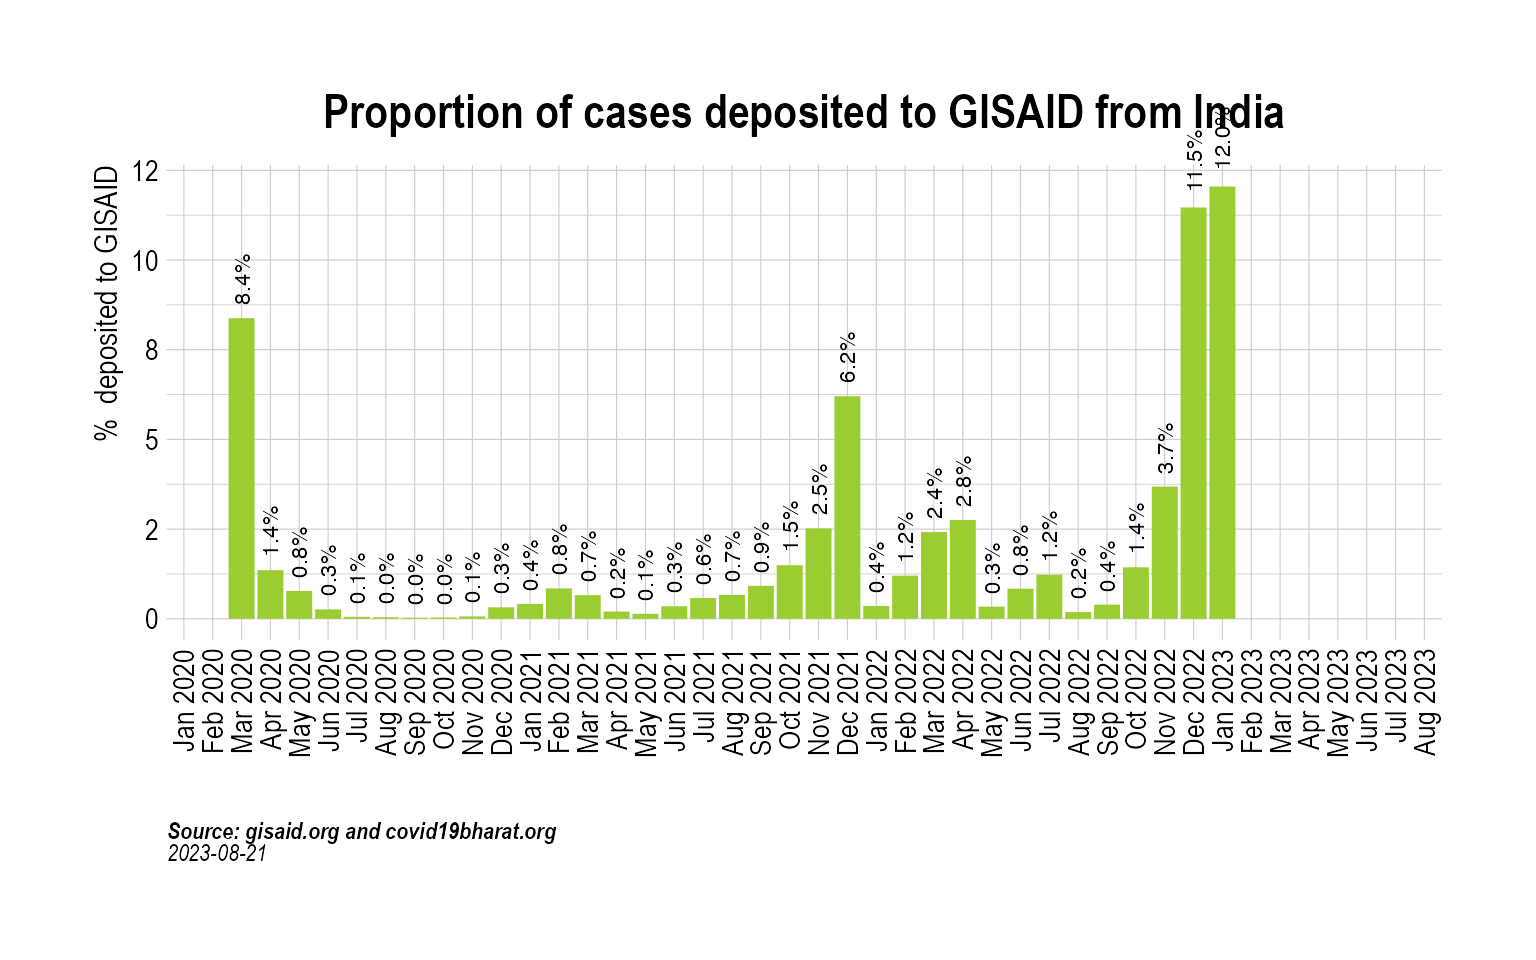 Proportion of cases deposited to GISAID from India
% deposited to GISAID
12
10
8
5
2
0
8.4%
1.4%
0.8%
0.3%
0.1%
0.0%
0.0%
0.0%
0.1%
0.3%
0.4%
0.8%
0.7%
0.2%
0.1%
0.3%
0.6%
0.7%
0.9%
1.5%
2.5%
6.2%
0.4%
1.2%
2.4%
2.8%
0.3%
0.8%
1.2%
0.2%
0.4%
1.4%
3.7%
11.5%
12.0%
Jan 2020
Feb 2020
Mar 2020
Apr 2020
May 2020
Jun 2020
Jul 2020
Aug 2020
Sep 2020
Oct 2020
Nov 2020
Dec 2020
Jan 2021
Feb 2021
Mar 2021
Apr 2021
May 2021
Jun 2021
Jul 2021
Aug 2021
Sep 2021
Oct 2021
Nov 2021
Dec 2021
Jan 2022
Feb 2022
Mar 2022
Apr 2022
May 2022
Jun 2022
Jul 2022
Aug 2022
Sep 2022
Oct 2022
Nov 2022
Dec 2022
Jan 2023
Feb 2023
Mar 2023
Apr 2023
May 2023
Jun 2023
Jul 2023
Aug 2023
Source: gisaid.org and covid19bharat.org
2023-08-21